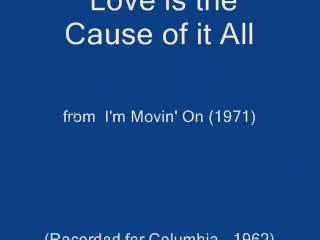 Love is the
Cause of it All
from I'm Movin' On (1971)
(Recorded for Columbia - 1962)